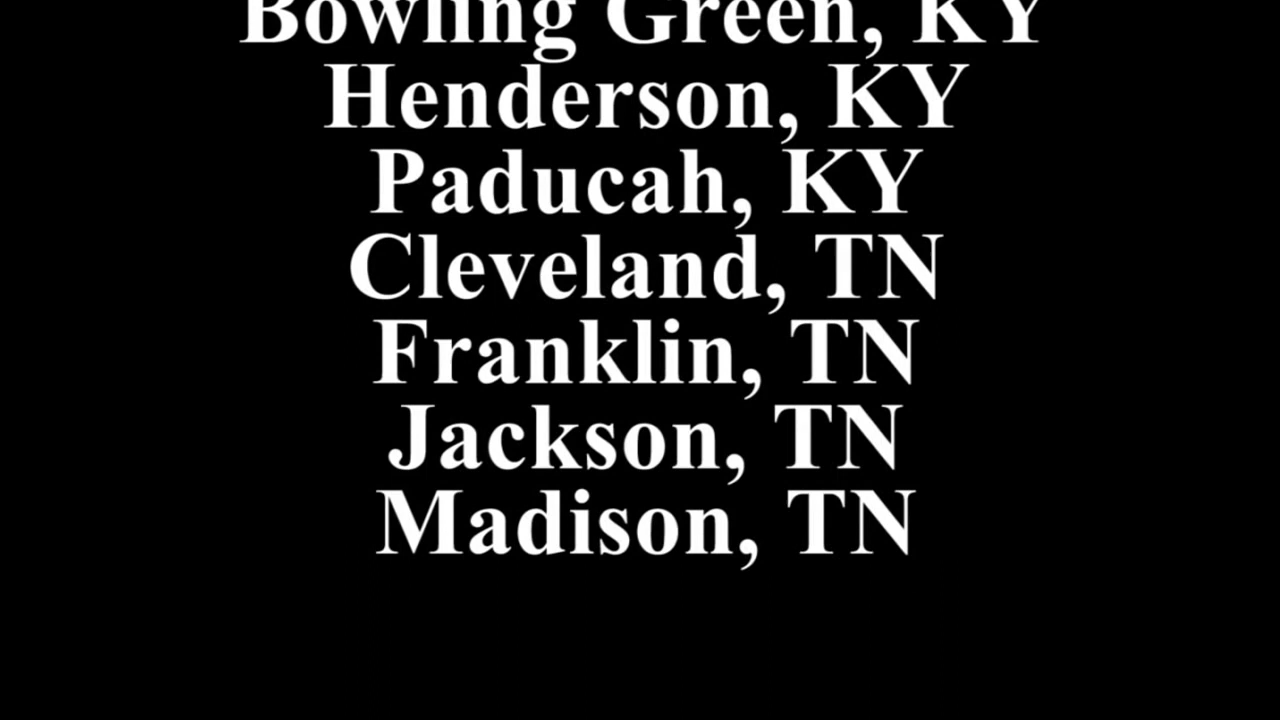 Bowling Green, KY
Henderson, KY
Paducah, KY
Cleveland, TN
Franklin, TN
Jackson, TN
Madison, TN